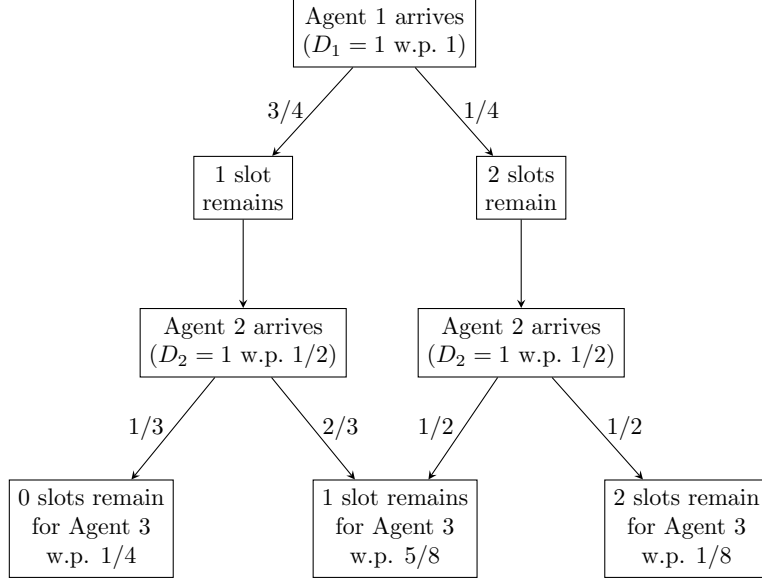 Agent 1 arrives
(D₁ = 1 w.p. 1)
3/4
1/4
1 slot
remains
2 slots
remain
Agent 2 arrives
(D₂ = 1 w.p. 1/2)
Agent 2 arrives
(D₂ = 1 w.p. 1/2)
1/3
2/3
1/2
1/2
0 slots remain
for Agent 3
w.p. 1/4
1 slot remains
for Agent 3
w.p. 5/8
2 slots remain
for Agent 3
w.p. 1/8